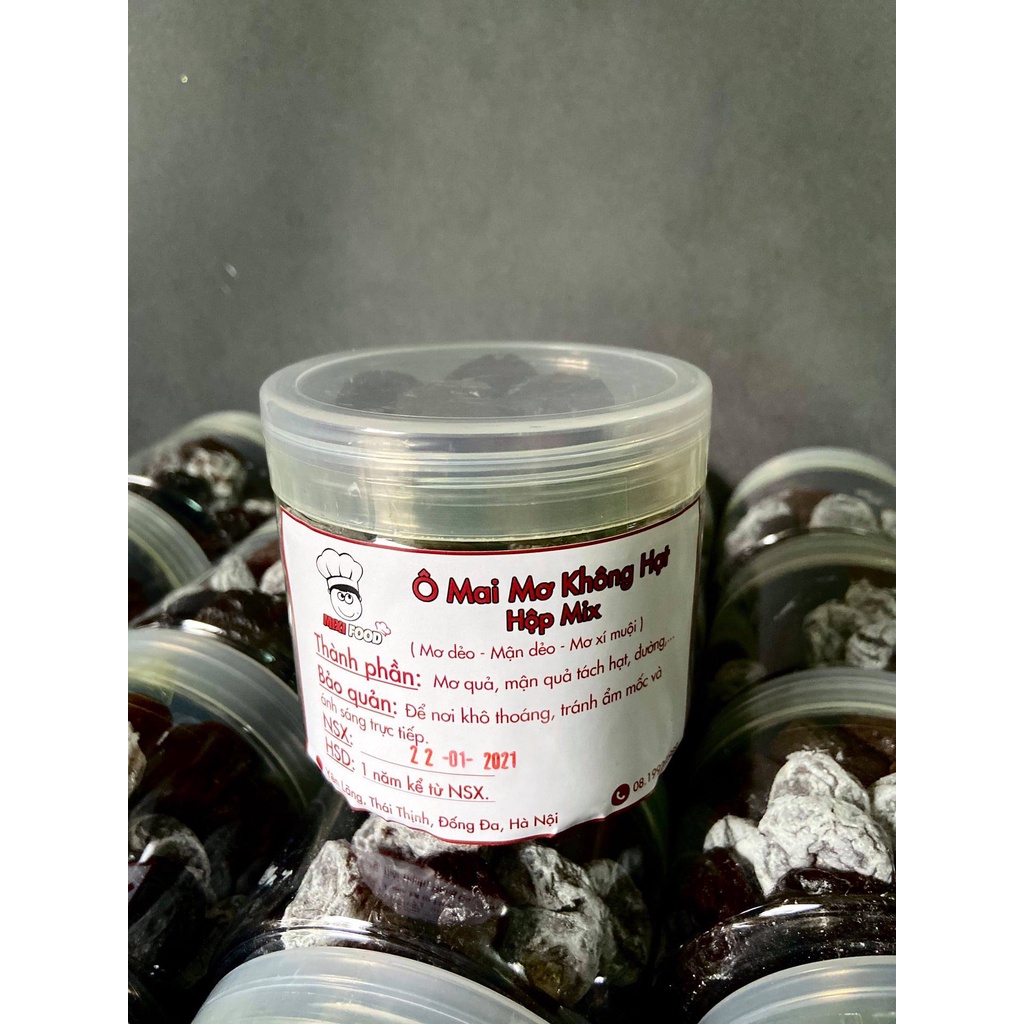 Ô Mai Mơ Không Hạt
Hộp Mix
( Mơ dẻo - Mận dẻo - Mơ xí muội )
MEXI FOOD
Thành phần: Mơ quả, mận quả tách hạt, đường,...
Bảo quản: Để nơi khô thoáng, tránh ẩm mốc và
ánh sáng trực tiếp.
NSX: 22-01-2021
HSD: 1 năm kể từ NSX.
Lãng, Thái Thịnh, Đống Đa, Hà Nội